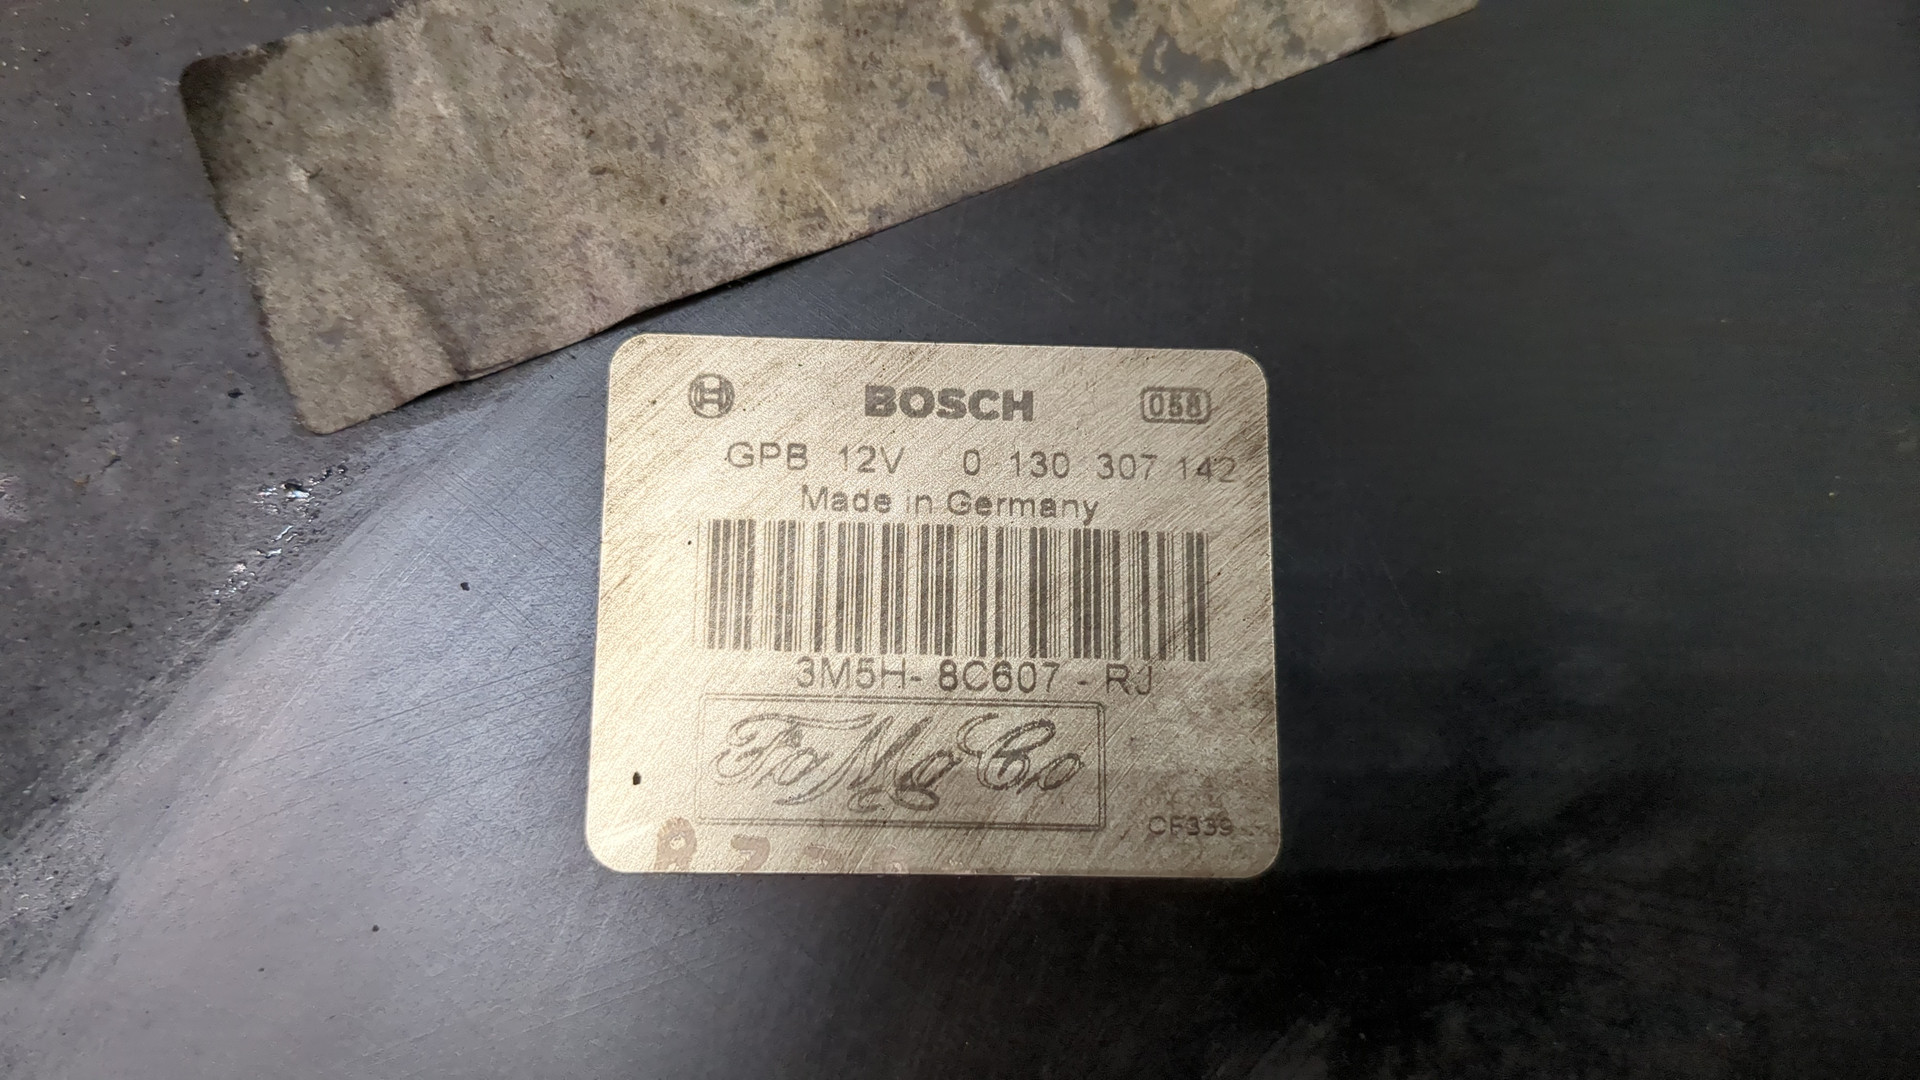 BOSCH 058
GPB 12V 0 130 307 142
Made in Germany
3M5H- 8C607 - RJ
FoMoCo
CF339